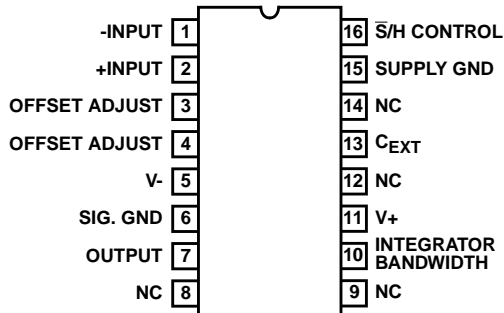 -INPUT 1 16 S̅/H CONTROL
+INPUT 2 15 SUPPLY GND
OFFSET ADJUST 3 14 NC
OFFSET ADJUST 4 13 CEXT
V- 5 12 NC
SIG. GND 6 11 V+
OUTPUT 7 10 INTEGRATOR
BANDWIDTH
NC 8 9 NC